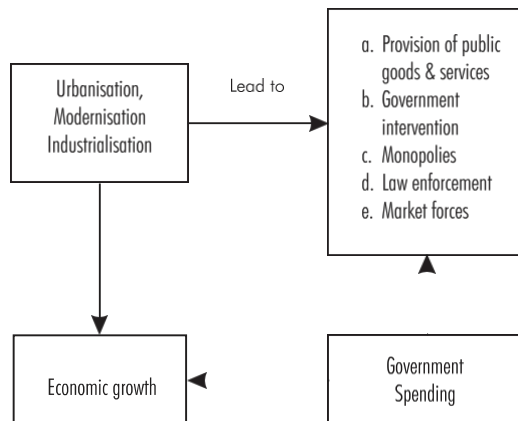 Urbanisation,
Modernisation
Industrialisation
Lead to
a. Provision of public
goods & services
b. Government
intervention
c. Monopolies
d. Law enforcement
e. Market forces
Economic growth
Government
Spending